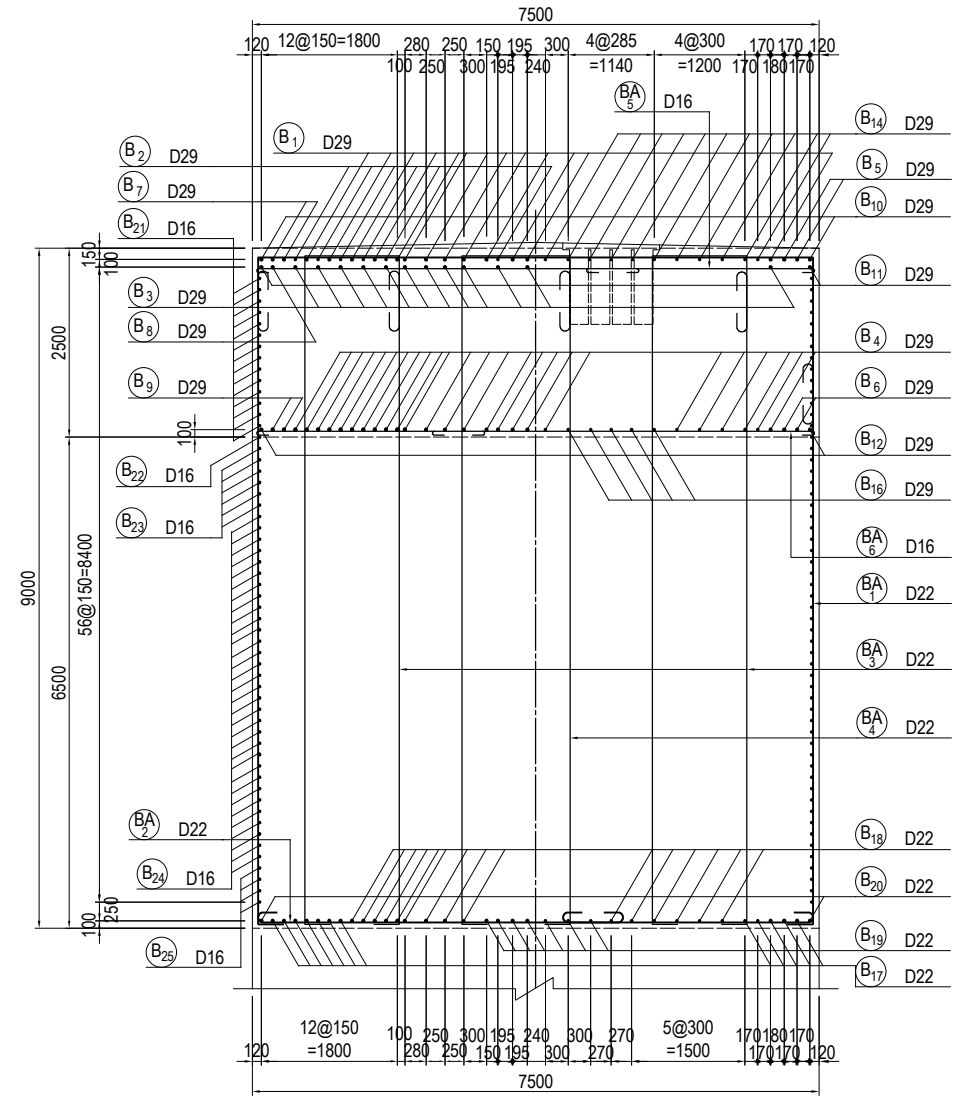 7500
120 12@150=1800 280 250 150 195 300 4@285 4@300 170 170 120
100 250 300 195 240 =1140 =1200 170 180 170
BA5 D16
B14 D29
B1 D29
B2 D29
B5 D29
B7 D29
B10 D29
B21 D16
150
100
B11 D29
B3 D29
B8 D29
B4 D29
2500
B9 D29
B6 D29
100
B12 D29
B22 D16
B16 D29
B23 D16
BA6 D16
9000
56@150=8400
BA1 D22
6500
BA3 D22
BA4 D22
BA2 D22
B18 D22
B24 D16
B20 D22
250
100
B19 D22
B25 D16
B17 D22
12@150 100 250 300 195 240 300 270 5@300 170 180 170
=1800 =1500
120 280 250 150 195 300 270 170 170 120
7500